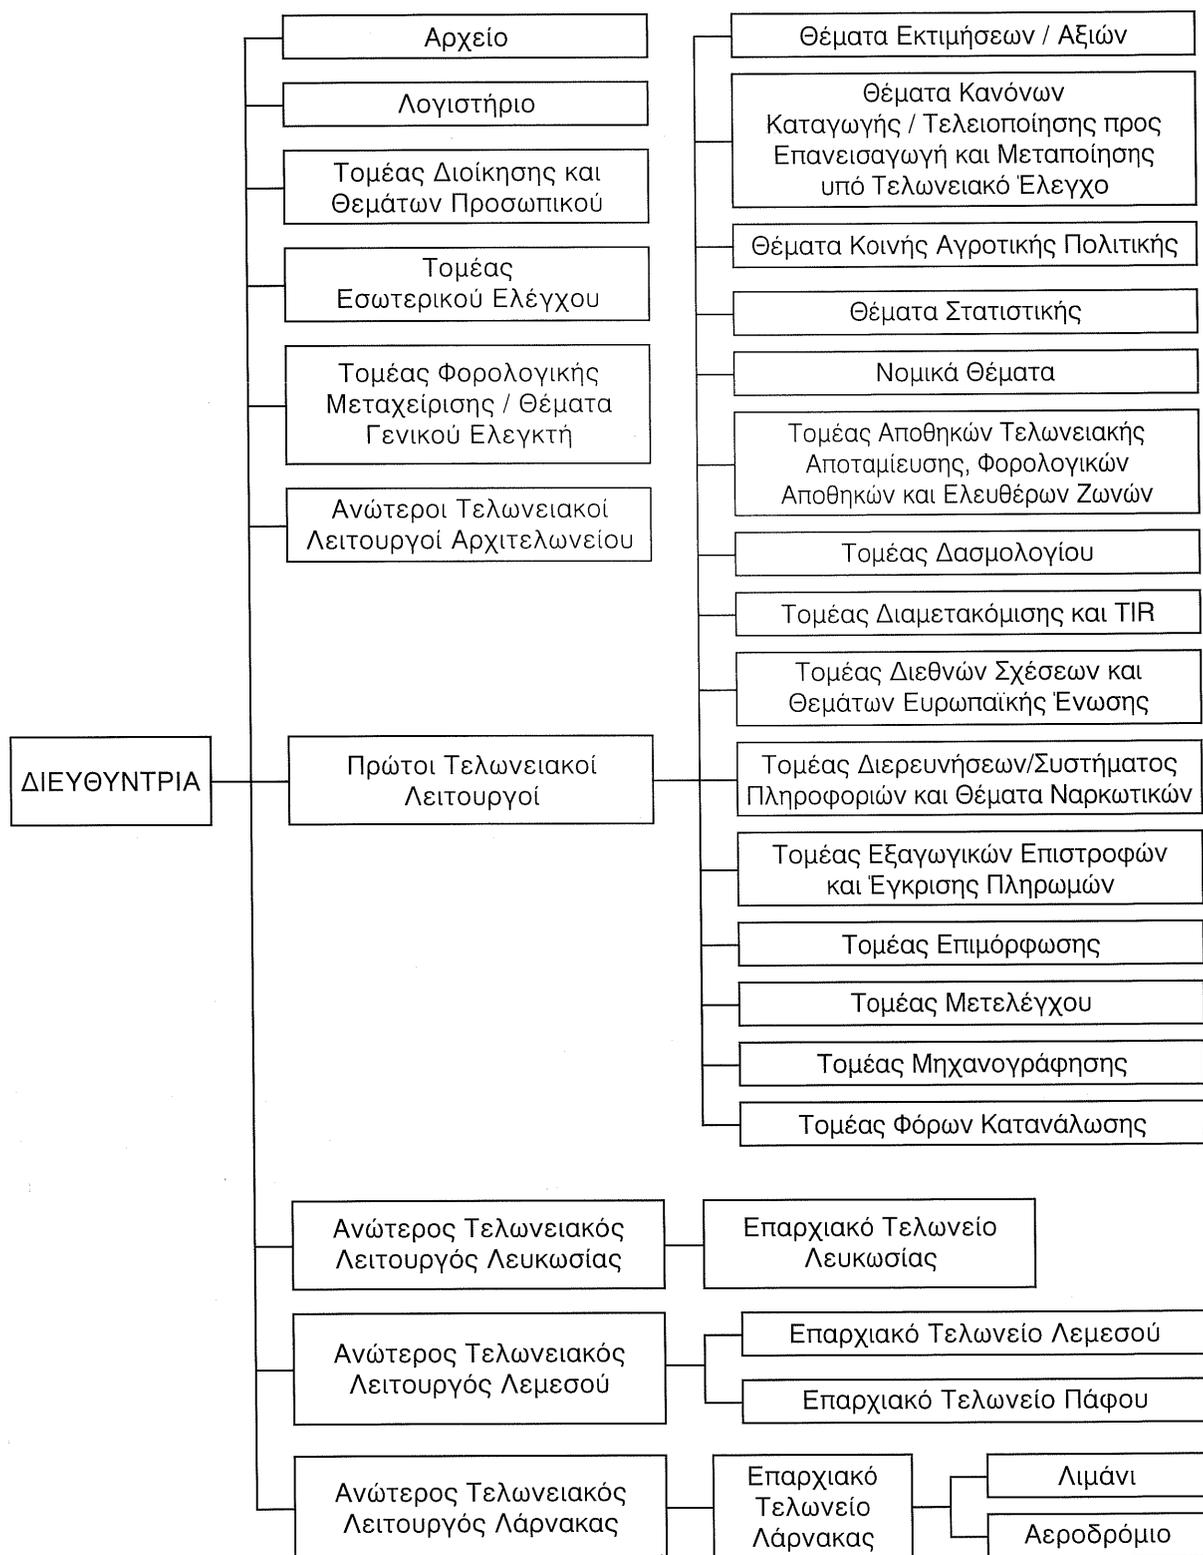 ΔΙΕΥΘΥΝΤΡΙΑ
Αρχείο
Λογιστήριο
Τομέας Διοίκησης και
Θεμάτων Προσωπικού
Τομέας
Εσωτερικού Ελέγχου
Τομέας Φορολογικής
Μεταχείρισης / Θέματα
Γενικού Ελεγκτή
Ανώτεροι Τελωνειακοί
Λειτουργοί Αρχιτελωνείου
Πρώτοι Τελωνειακοί
Λειτουργοί
Θέματα Εκτιμήσεων / Αξιών
Θέματα Κανόνων
Καταγωγής / Τελειοποίησης προς
Επανεισαγωγή και Μεταποίησης
υπό Τελωνειακό Έλεγχο
Θέματα Κοινής Αγροτικής Πολιτικής
Θέματα Στατιστικής
Νομικά Θέματα
Τομέας Αποθηκών Τελωνειακής
Αποταμίευσης, Φορολογικών
Αποθηκών και Ελευθέρων Ζωνών
Τομέας Δασμολογίου
Τομέας Διαμετακόμισης και TIR
Τομέας Διεθνών Σχέσεων και
Θεμάτων Ευρωπαϊκής Ένωσης
Τομέας Διερευνήσεων/Συστήματος
Πληροφοριών και Θέματα Ναρκωτικών
Τομέας Εξαγωγικών Επιστροφών
και Έγκρισης Πληρωμών
Τομέας Επιμόρφωσης
Τομέας Μετελέγχου
Τομέας Μηχανογράφησης
Τομέας Φόρων Κατανάλωσης
Ανώτερος Τελωνειακός
Λειτουργός Λευκωσίας
Επαρχιακό Τελωνείο
Λευκωσίας
Ανώτερος Τελωνειακός
Λειτουργός Λεμεσού
Επαρχιακό Τελωνείο Λεμεσού
Επαρχιακό Τελωνείο Πάφου
Ανώτερος Τελωνειακός
Λειτουργός Λάρνακας
Επαρχιακό
Τελωνείο
Λάρνακας
Λιμάνι
Αεροδρόμιο